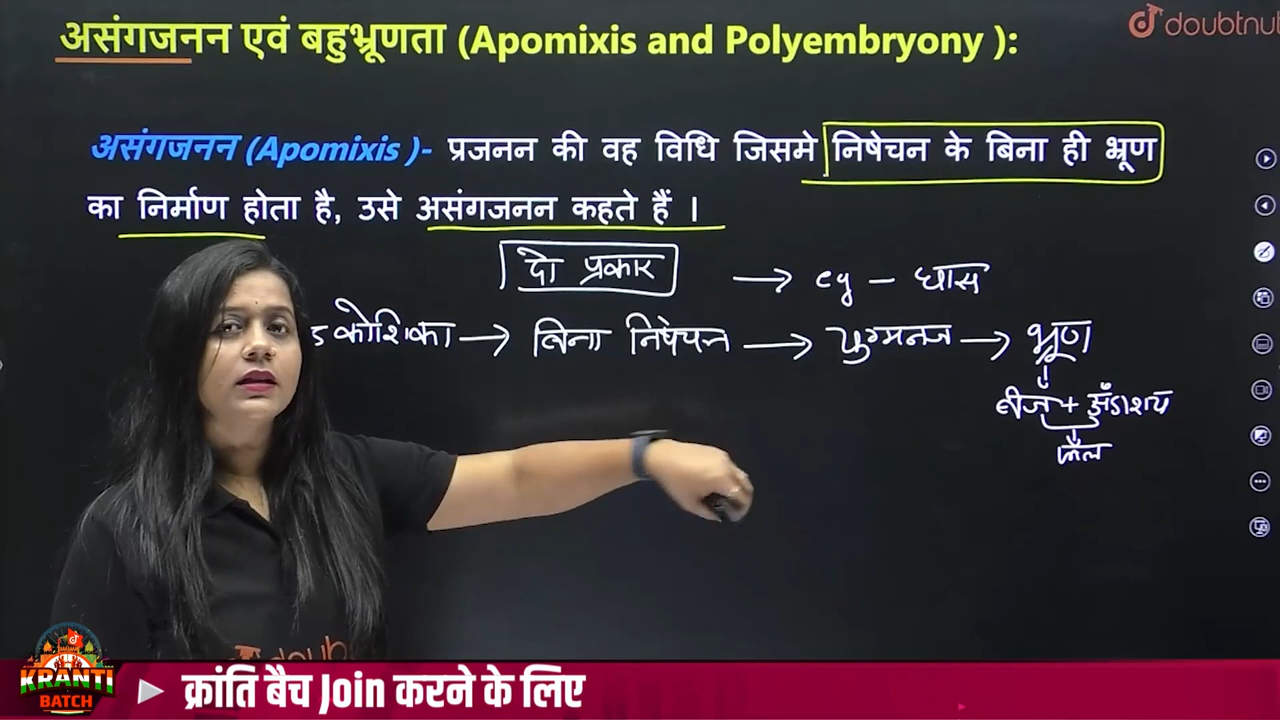 असंगजनन एवं बहुभ्रूणता (Apomixis and Polyembryony ):
doubtnut
असंगजनन (Apomixis )- प्रजनन की वह विधि जिसमे निषेचन के बिना ही भ्रूण
का निर्माण होता है, उसे असंगजनन कहते हैं ।
दो प्रकार → eg – घास
कोशिका → बिना निषेचन → युग्मनज → भ्रूण
बीज + अंडाशय
फल
doub
KRANTI
BATCH
क्रांति बैच Join करने के लिए